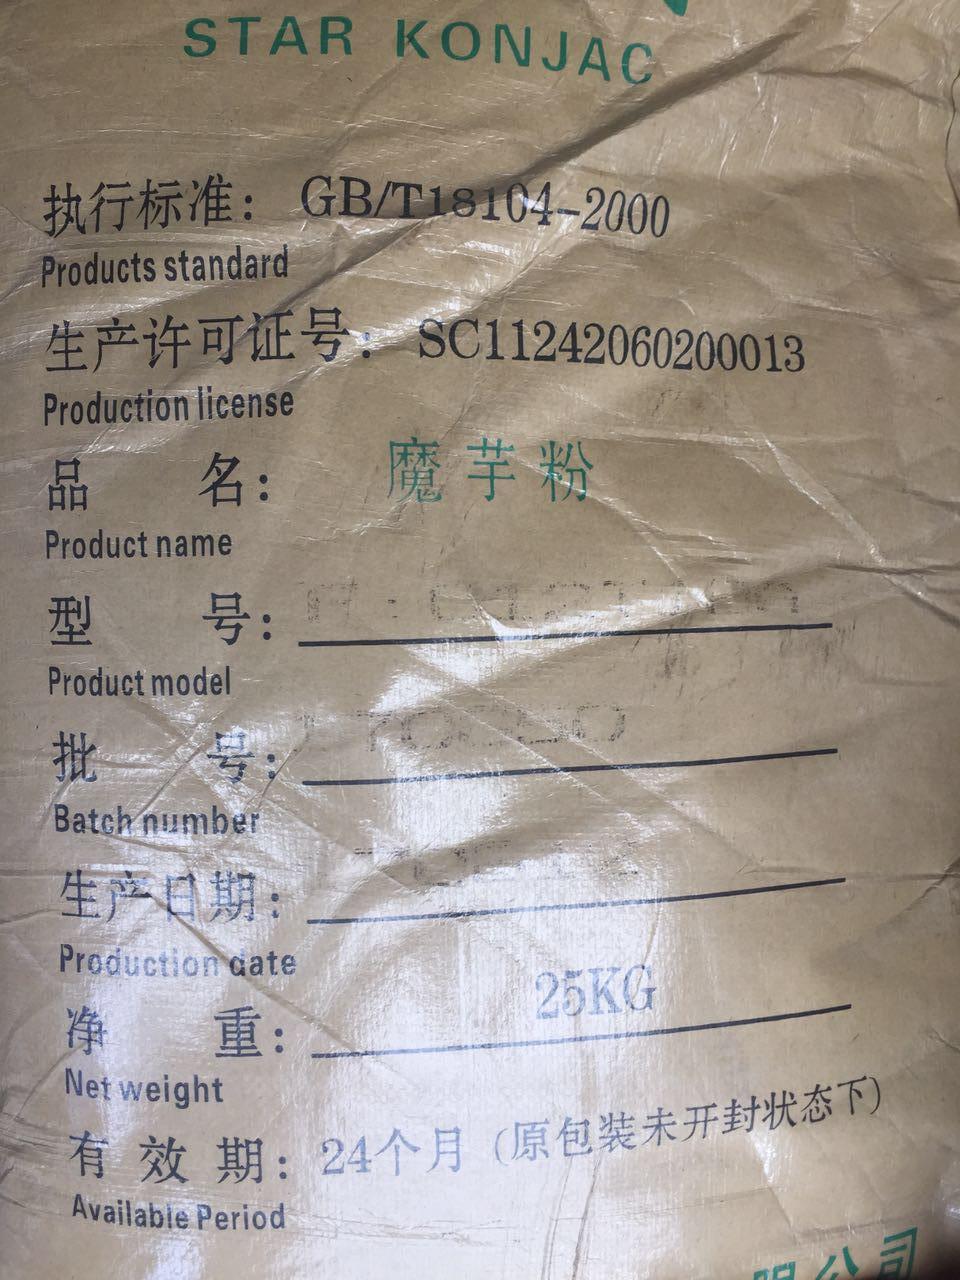 STAR KONJAC
执行标准: GB/T18104-2000
Products standard
生产许可证号: SC11242060200013
Production license
品 名: 魔芋粉
Product name
型 号:
Product model
批 号:
Batch number
生产日期:
Production date
净 重: 25KG
Net weight
有 效 期: 24个月 (原包装未开封状态下)
Available Period
限公司